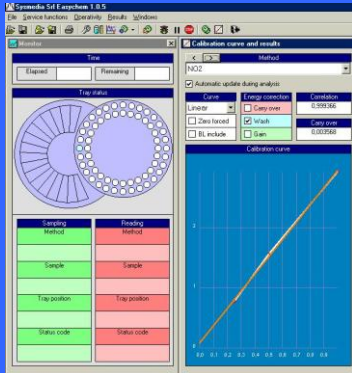 Sysmedia Srl Easychem 1.0.5
File Service functions Operativity Results Windows
Monitor
Time
Elapsed Remaining
Tray status
Sampling Reading
Method Method
Sample Sample
Tray position Tray position
Status code Status code
Calibration curve and results
< > Method
NO2
Automatic update during analysis
Curve Energy correction Correlation
Linear Carry over 0,999366
Zero forced Wash Carry over
BL include Gain 0,003568
Calibration curve
2
1
0.0 0.1 0.2 0.3 0.4 0.5 0.6 0.7 0.8 0.9